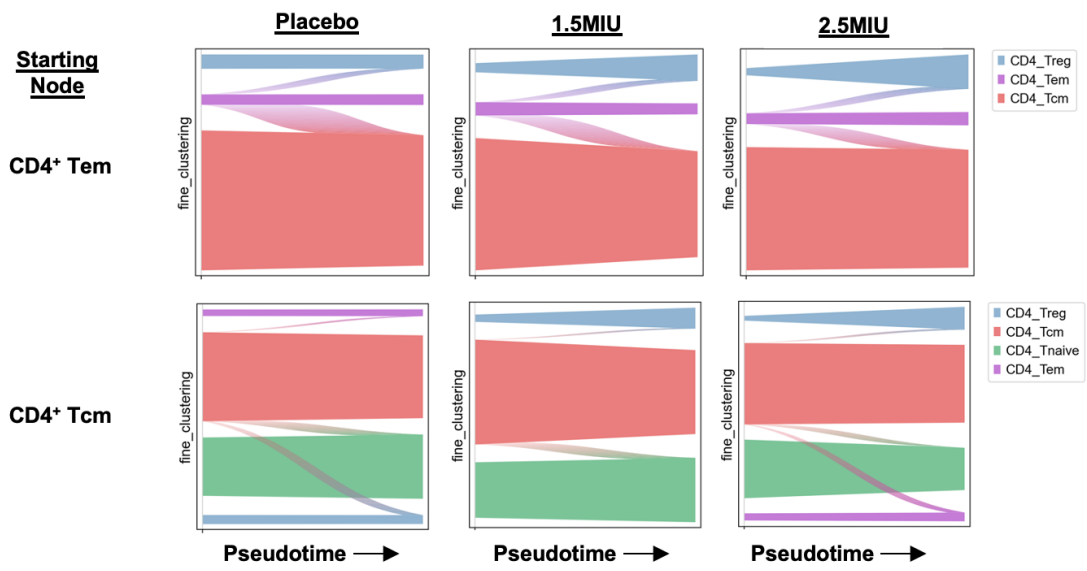 Placebo
1.5MIU
2.5MIU
Starting
Node
CD4⁺ Tem
fine_clustering
fine_clustering
fine_clustering
CD4_Treg
CD4_Tem
CD4_Tcm
CD4⁺ Tcm
fine_clustering
fine_clustering
fine_clustering
CD4_Treg
CD4_Tcm
CD4_Tnaive
CD4_Tem
Pseudotime
Pseudotime
Pseudotime